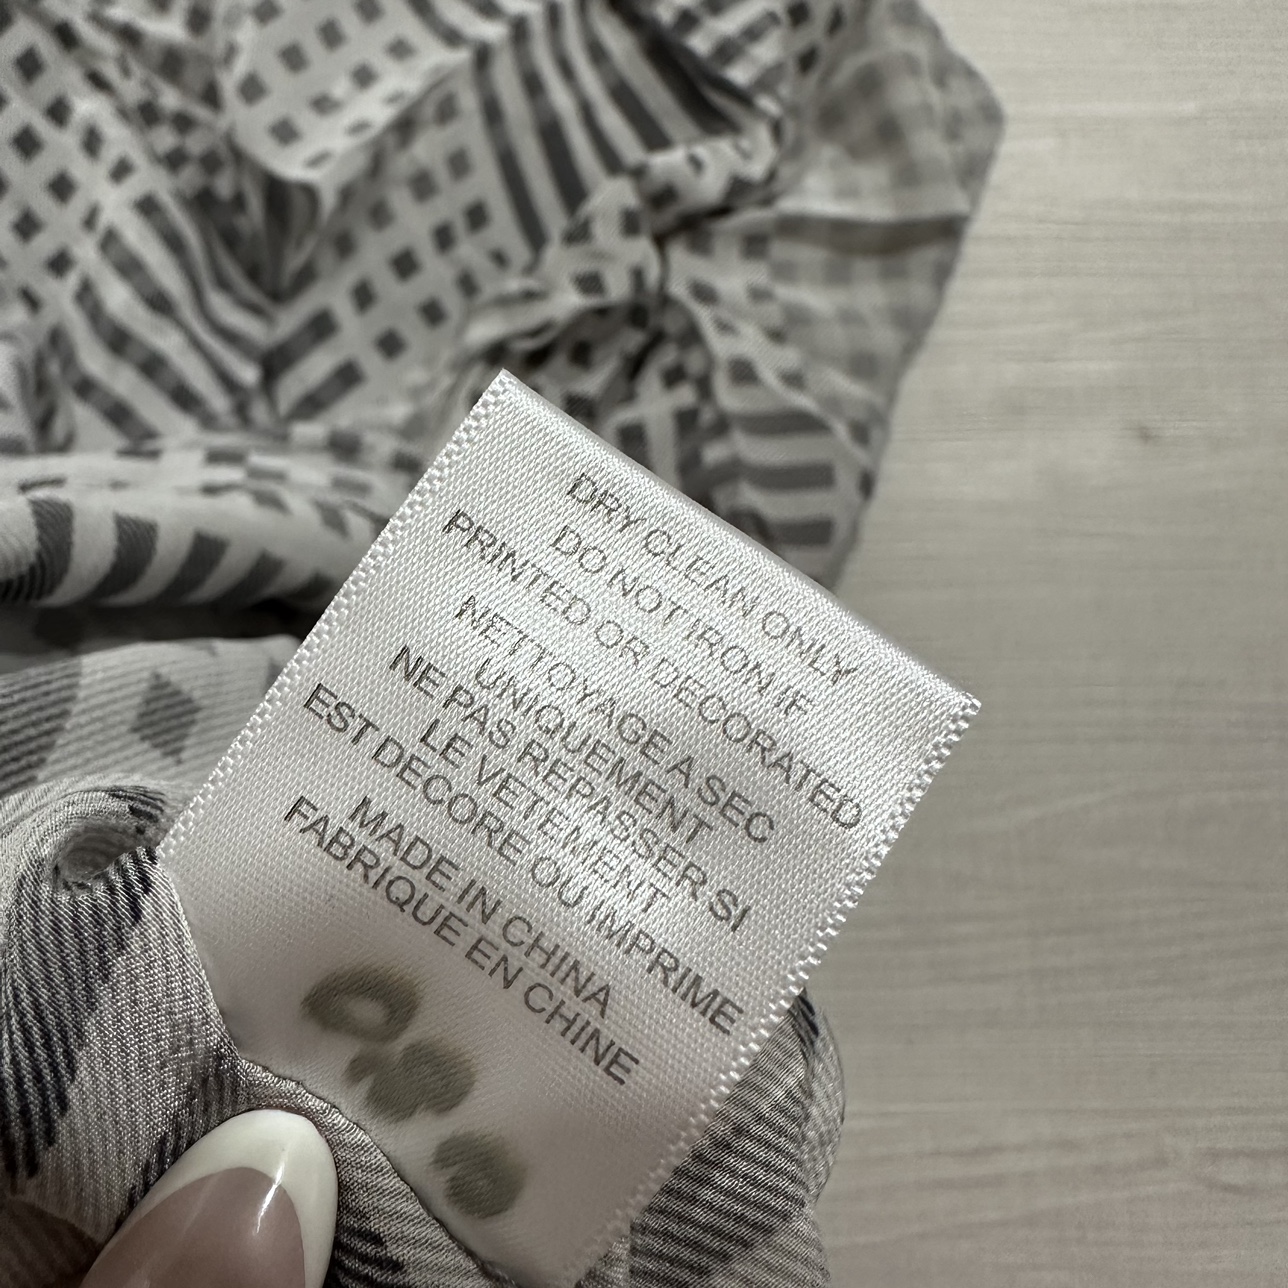 DRY CLEAN ONLY
DO NOT IRON IF
PRINTED OR DECORATED
NETTOYAGE A SEC
UNIQUEMENT
NE PAS REPASSER SI
LE VETEMENT
EST DECORE OU IMPRIME
MADE IN CHINA
FABRIQUE EN CHINE